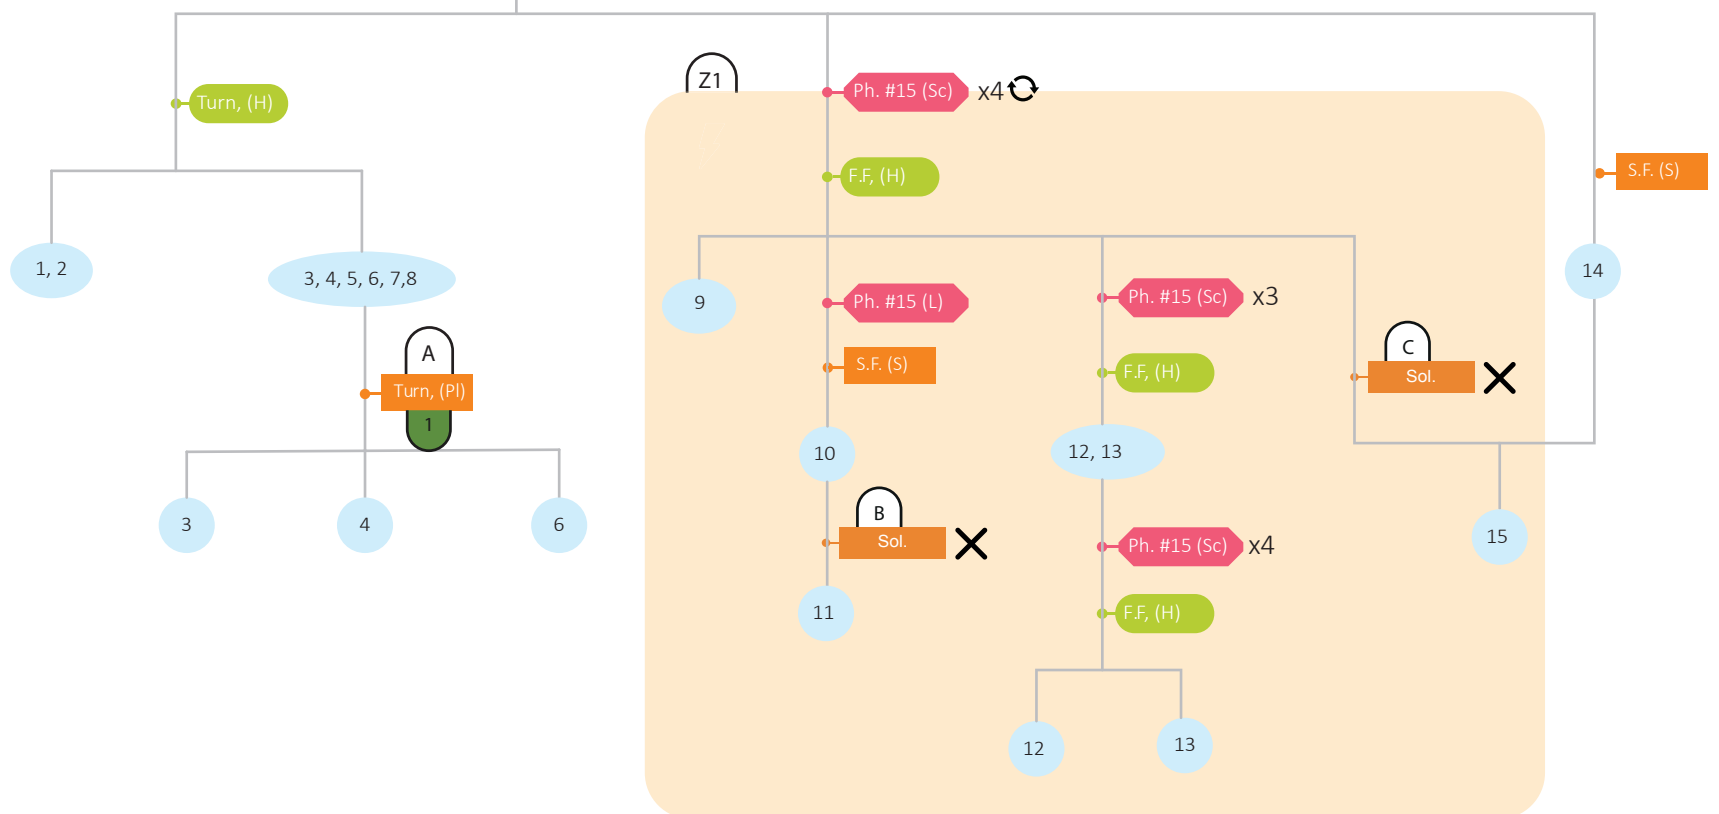 Z1
Ph. #15 (Sc) x4
Turn, (H)
F.F, (H)
S.F. (S)
1, 2
3, 4, 5, 6, 7,8
9
Ph. #15 (L)
Ph. #15 (Sc) x3
14
A
Turn, (Pl)
1
S.F. (S)
F.F, (H)
C
Sol.
10
12, 13
3
4
6
B
Sol.
Ph. #15 (Sc) x4
15
11
F.F, (H)
12
13